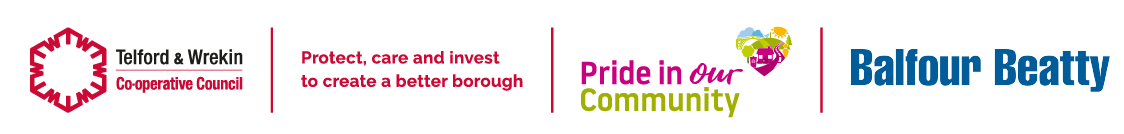 Telford & Wrekin
Co-operative Council
Protect, care and invest
to create a better borough
Pride in our
Community
Balfour Beatty